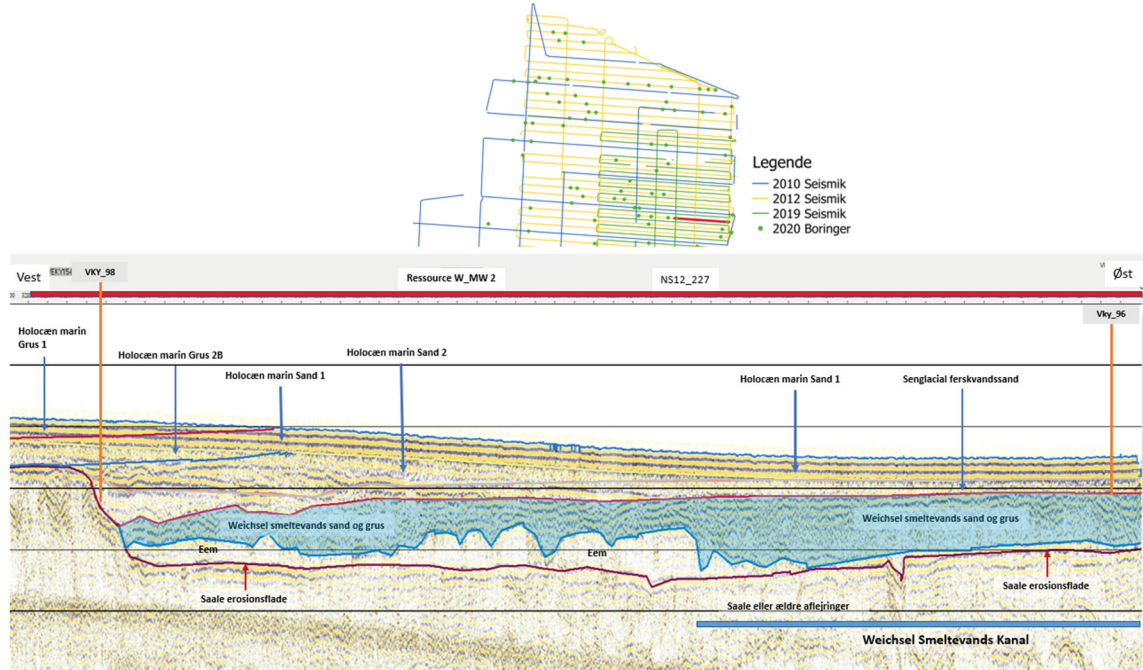 Legende
2010 Seismik
2012 Seismik
2019 Seismik
2020 Boringer
Vest
VKY_98
Ressource W_MW 2
NS12_227
Øst
Vky_96
Holocæn marin
Grus 1
Holocæn marin Grus 2B
Holocæn marin Sand 1
Holocæn marin Sand 2
Holocæn marin Sand 1
Senglacial ferskvandssand
Weichsel smeltevands sand og grus
Weichsel smeltevands sand og grus
Eem
Eem
Saale erosionsflade
Saale erosionsflade
Saale eller ældre aflejringer
Weichsel Smeltevands Kanal